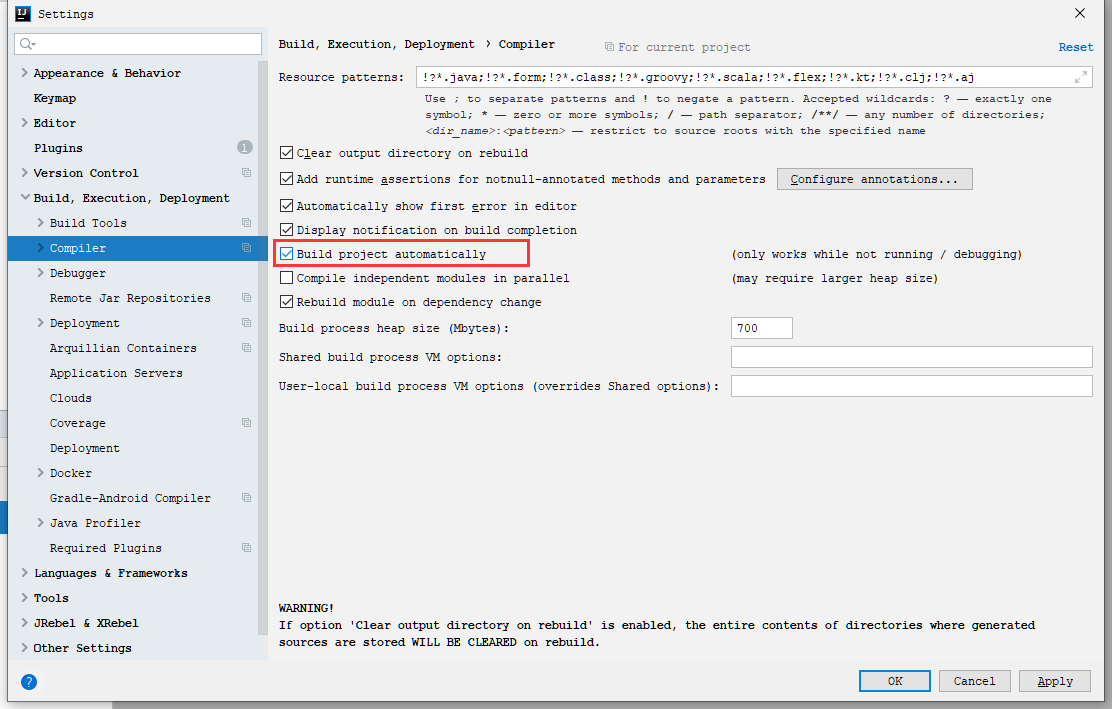 Settings
Build, Execution, Deployment › Compiler
For current project
Reset
Appearance & Behavior
Keymap
Editor
Plugins
1
Version Control
Build, Execution, Deployment
Build Tools
Compiler
Debugger
Remote Jar Repositories
Deployment
Arquillian Containers
Application Servers
Clouds
Coverage
Deployment
Docker
Gradle-Android Compiler
Java Profiler
Required Plugins
Languages & Frameworks
Tools
JRebel & XRebel
Other Settings
Resource patterns: !?*.java;!?*.form;!?*.class;!?*.groovy;!?*.scala;!?*.flex;!?*.kt;!?*.clj;!?*.aj
Use ; to separate patterns and ! to negate a pattern. Accepted wildcards: ? — exactly one
symbol; * — zero or more symbols; / — path separator; /**/ — any number of directories;
<dir_name>:<pattern> — restrict to source roots with the specified name
Clear output directory on rebuild
Add runtime assertions for notnull-annotated methods and parameters
Configure annotations...
Automatically show first error in editor
Display notification on build completion
Build project automatically (only works while not running / debugging)
Compile independent modules in parallel (may require larger heap size)
Rebuild module on dependency change
Build process heap size (Mbytes): 700
Shared build process VM options:
User-local build process VM options (overrides Shared options):
WARNING!
If option 'Clear output directory on rebuild' is enabled, the entire contents of directories where generated
sources are stored WILL BE CLEARED on rebuild.
?
OK
Cancel
Apply